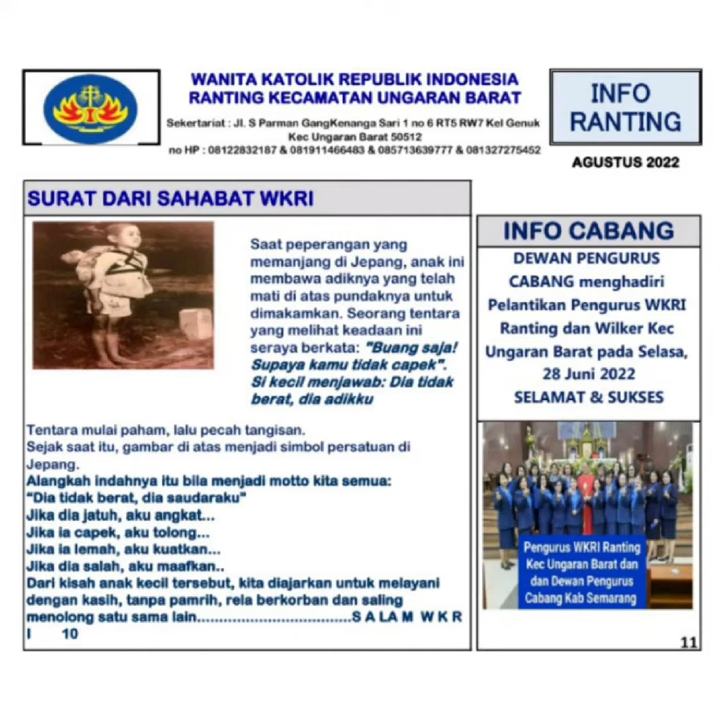 WANITA KATOLIK REPUBLIK INDONESIA
RANTING KECAMATAN UNGARAN BARAT
Sekertariat : Jl. S Parman GangKenanga Sari 1 no 6 RT5 RW7 Kel Genuk
Kec Ungaran Barat 50512
no HP : 08122832187 & 081911466483 & 085713639777 & 081327275452
INFO
RANTING
AGUSTUS 2022
SURAT DARI SAHABAT WKRI
Saat peperangan yang
memanjang di Jepang, anak ini
membawa adiknya yang telah
mati di atas pundaknya untuk
dimakamkan. Seorang tentara
yang melihat keadaan ini
seraya berkata: "Buang saja!
Supaya kamu tidak capek".
Si kecil menjawab: Dia tidak
berat, dia adikku
Tentara mulai paham, lalu pecah tangisan.
Sejak saat itu, gambar di atas menjadi simbol persatuan di
Jepang.
Alangkah indahnya itu bila menjadi motto kita semua:
"Dia tidak berat, dia saudaraku"
Jika dia jatuh, aku angkat...
Jika ia capek, aku tolong...
Jika ia lemah, aku kuatkan...
Jika dia salah, aku maafkan..
Dari kisah anak kecil tersebut, kita diajarkan untuk melayani
dengan kasih, tanpa pamrih, rela berkorban dan saling
menolong satu sama lain...................................S A LA M  W K R
I 10
INFO CABANG
DEWAN PENGURUS
CABANG menghadiri
Pelantikan Pengurus WKRI
Ranting dan Wilker Kec
Ungaran Barat pada Selasa,
28 Juni 2022
SELAMAT & SUKSES
Pengurus WKRI Ranting
Kec Ungaran Barat dan
dan Dewan Pengurus
Cabang Kab Semarang
11